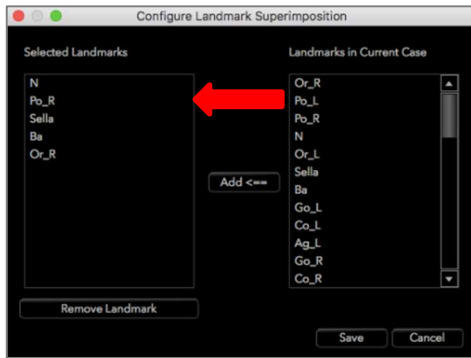 Configure Landmark Superimposition
Selected Landmarks
N
Po_R
Sella
Ba
Or_R
Remove Landmark
Add <==
Landmarks in Current Case
Or_R
Po_L
Po_R
N
Or_L
Sella
Ba
Go_L
Co_L
Ag_L
Go_R
Co_R
Save
Cancel